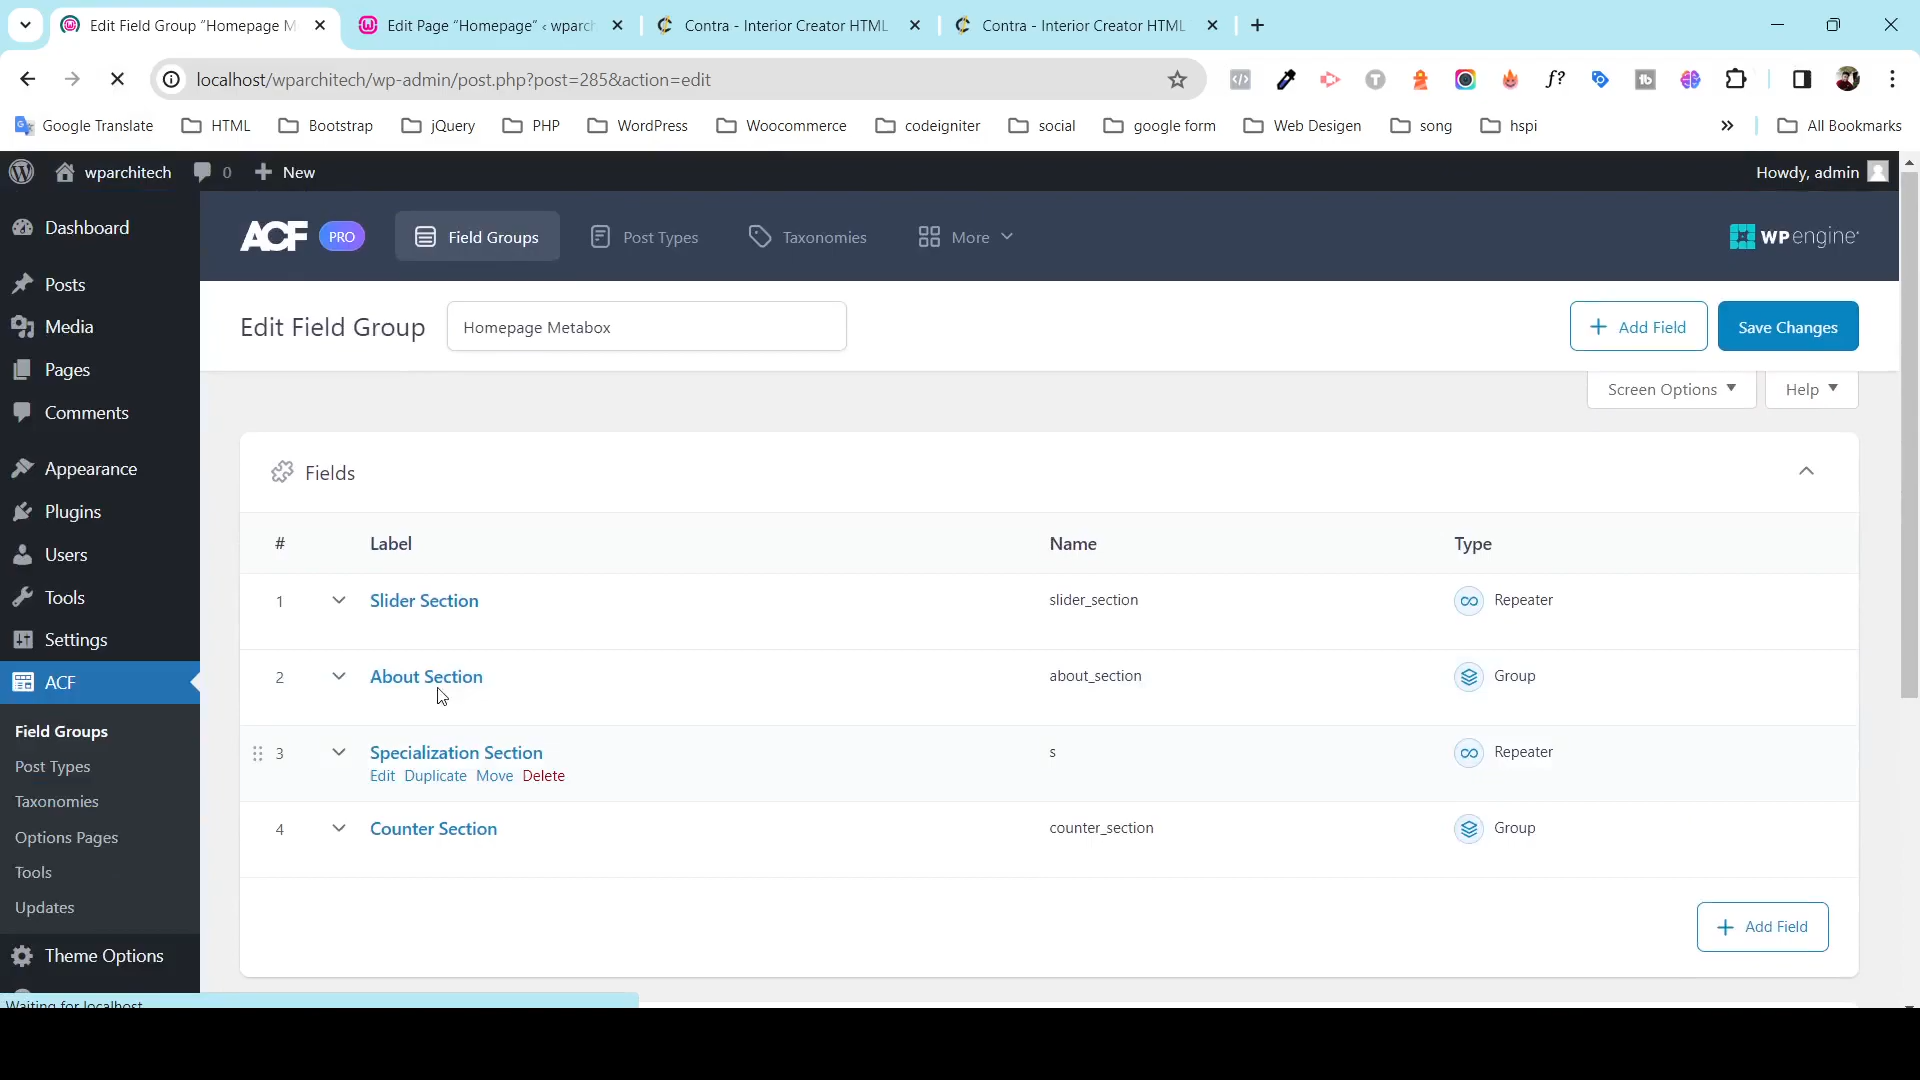 Edit Field Group “Homepage M
Edit Page “Homepage” ‹ wparch
Contra - Interior Creator HTML
Contra - Interior Creator HTML
localhost/wparchitech/wp-admin/post.php?post=285&action=edit
Google Translate
HTML
Bootstrap
jQuery
PHP
WordPress
Woocommerce
codeigniter
social
google form
Web Desigen
song
hspi
All Bookmarks
wparchitech
0
New
Howdy, admin
ACF PRO
Field Groups
Post Types
Taxonomies
More
WP engine
Dashboard
Posts
Media
Pages
Comments
Appearance
Plugins
Users
Tools
Settings
ACF
Field Groups
Post Types
Taxonomies
Options Pages
Tools
Updates
Theme Options
Waiting for localhost
Edit Field Group
Homepage Metabox
Add Field
Save Changes
Screen Options
Help
Fields
# Label Name Type
1 Slider Section slider_section Repeater
2 About Section about_section Group
3 Specialization Section s Repeater
Edit Duplicate Move Delete
4 Counter Section counter_section Group
Add Field